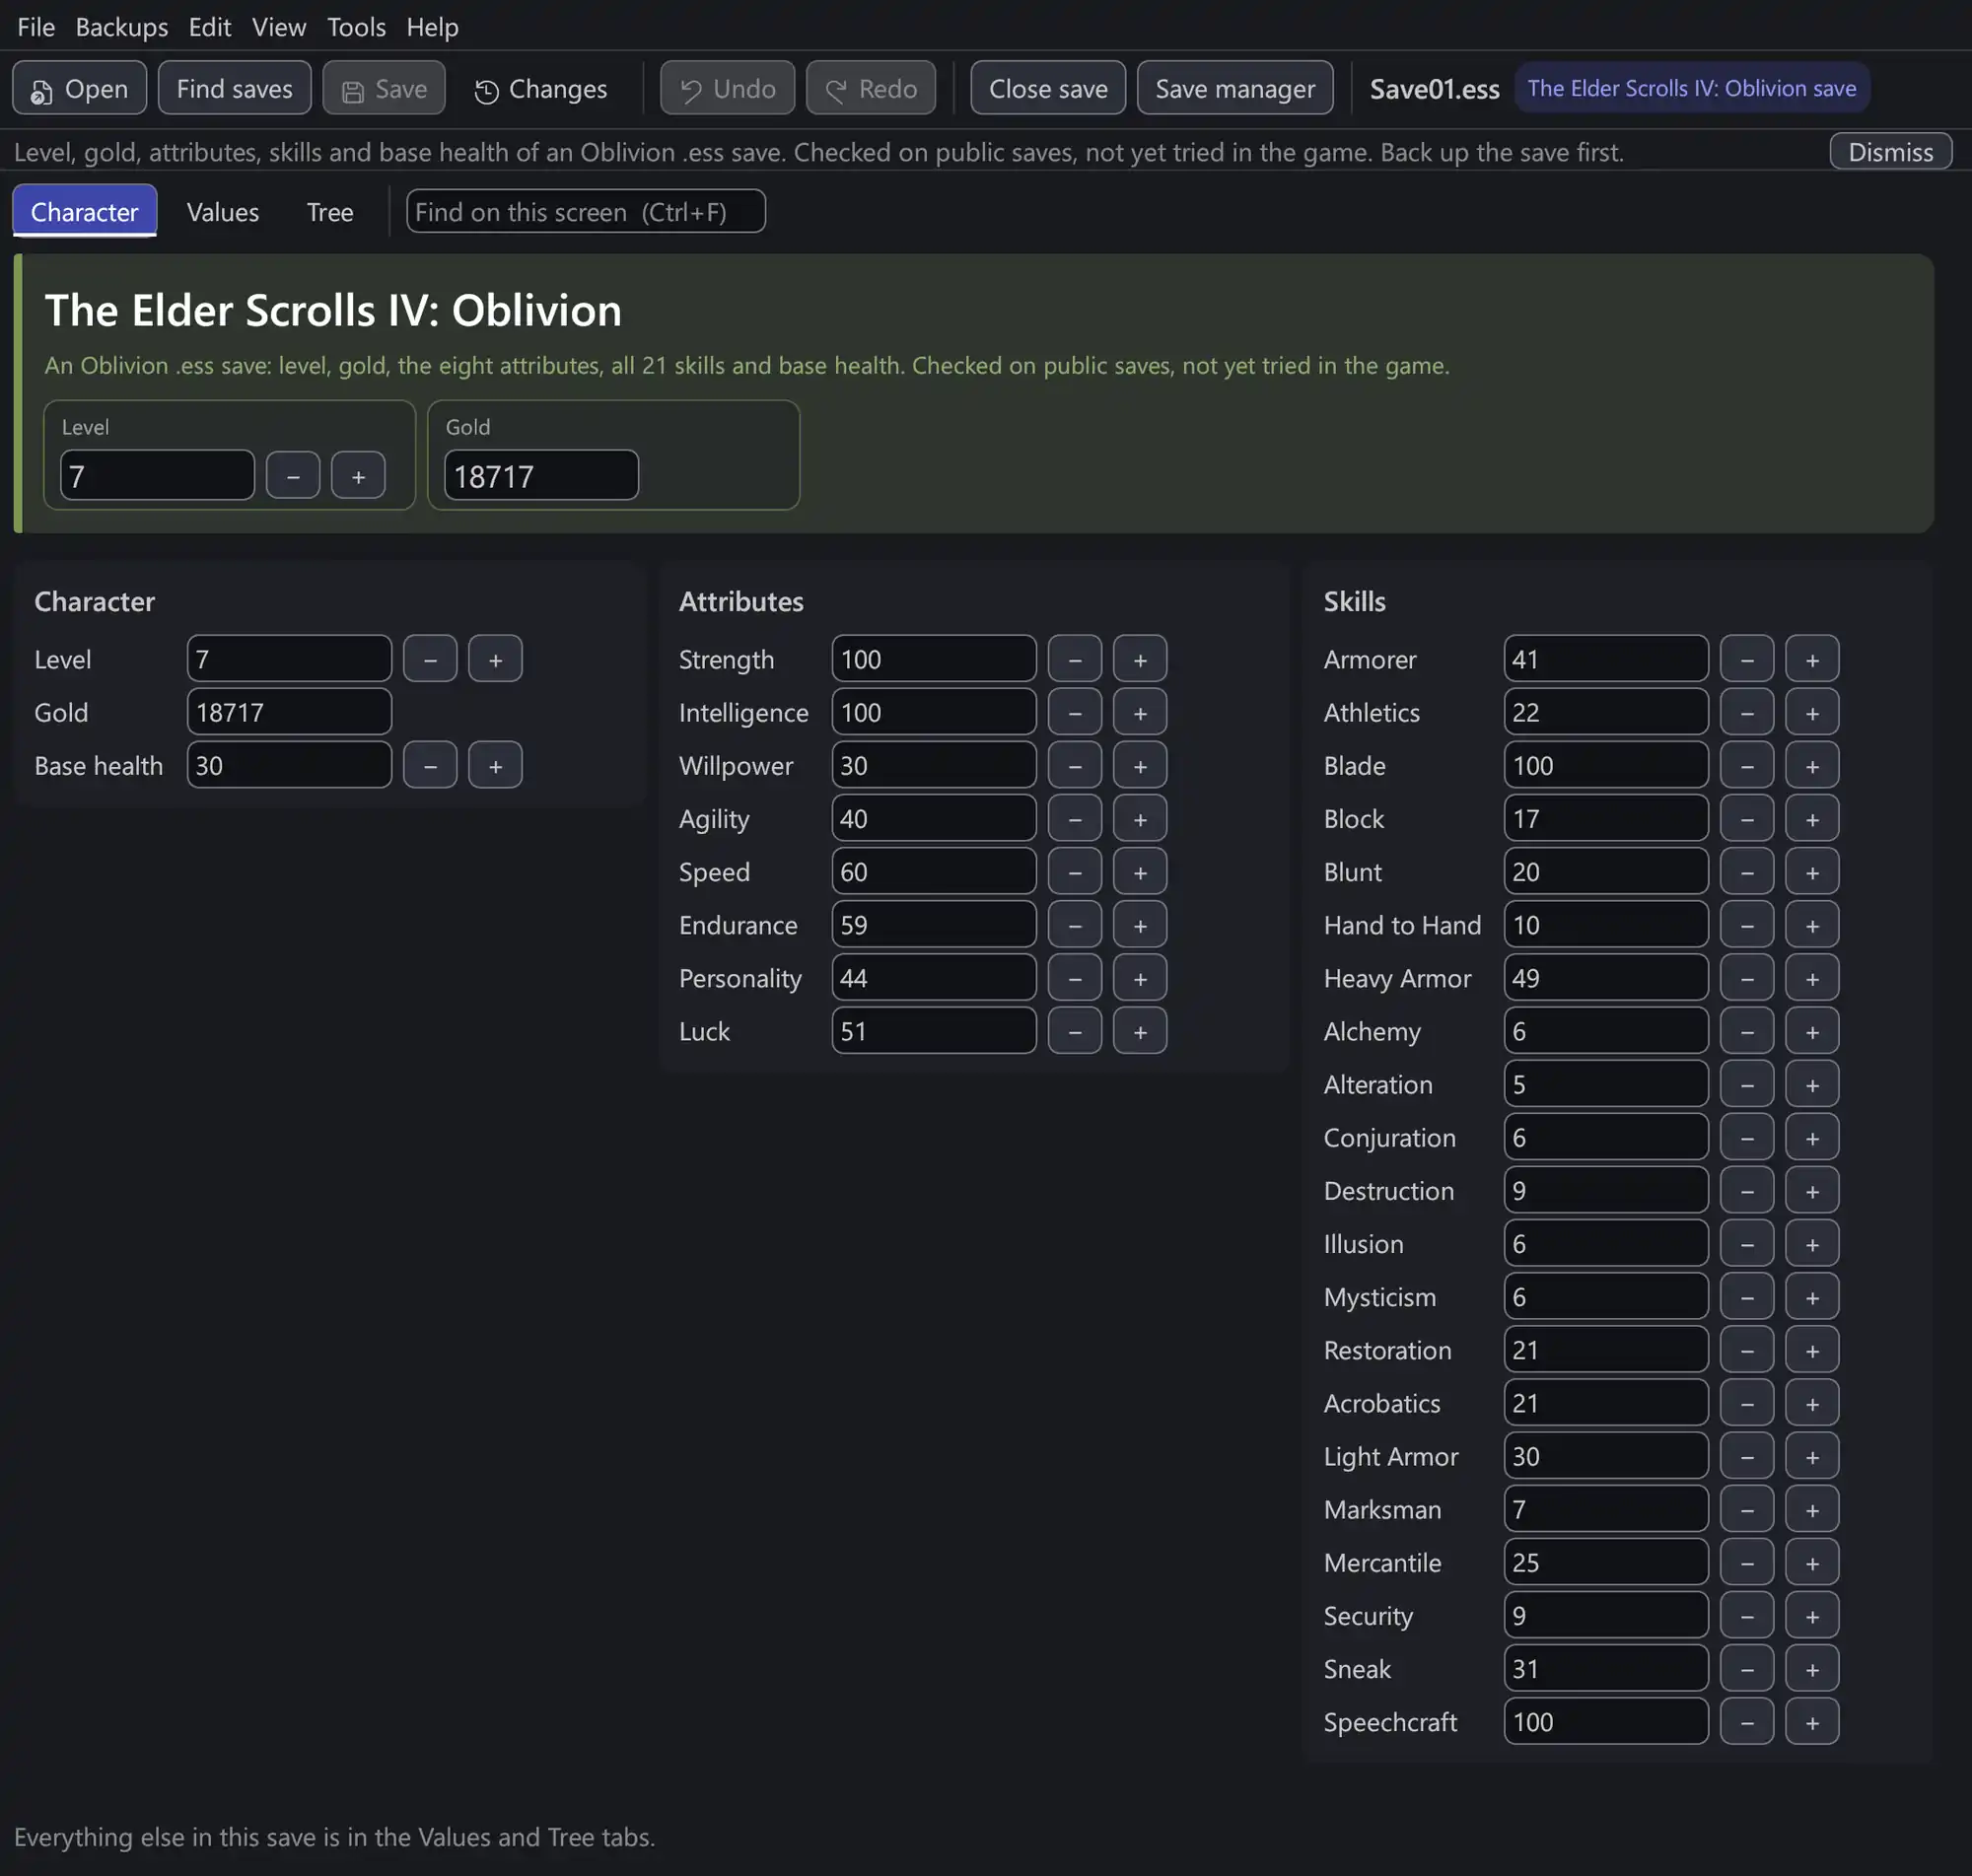 File Backups Edit View Tools Help
Open Find saves Save Changes Undo Redo Close save Save manager Save01.ess The Elder Scrolls IV: Oblivion save
Level, gold, attributes, skills and base health of an Oblivion .ess save. Checked on public saves, not yet tried in the game. Back up the save first. Dismiss
Character Values Tree Find on this screen (Ctrl+F)
The Elder Scrolls IV: Oblivion
An Oblivion .ess save: level, gold, the eight attributes, all 21 skills and base health. Checked on public saves, not yet tried in the game.
Level
7 − +
Gold
18717
Character
Level 7 − +
Gold 18717
Base health 30 − +
Attributes
Strength 100 − +
Intelligence 100 − +
Willpower 30 − +
Agility 40 − +
Speed 60 − +
Endurance 59 − +
Personality 44 − +
Luck 51 − +
Skills
Armorer 41 − +
Athletics 22 − +
Blade 100 − +
Block 17 − +
Blunt 20 − +
Hand to Hand 10 − +
Heavy Armor 49 − +
Alchemy 6 − +
Alteration 5 − +
Conjuration 6 − +
Destruction 9 − +
Illusion 6 − +
Mysticism 6 − +
Restoration 21 − +
Acrobatics 21 − +
Light Armor 30 − +
Marksman 7 − +
Mercantile 25 − +
Security 9 − +
Sneak 31 − +
Speechcraft 100 − +
Everything else in this save is in the Values and Tree tabs.